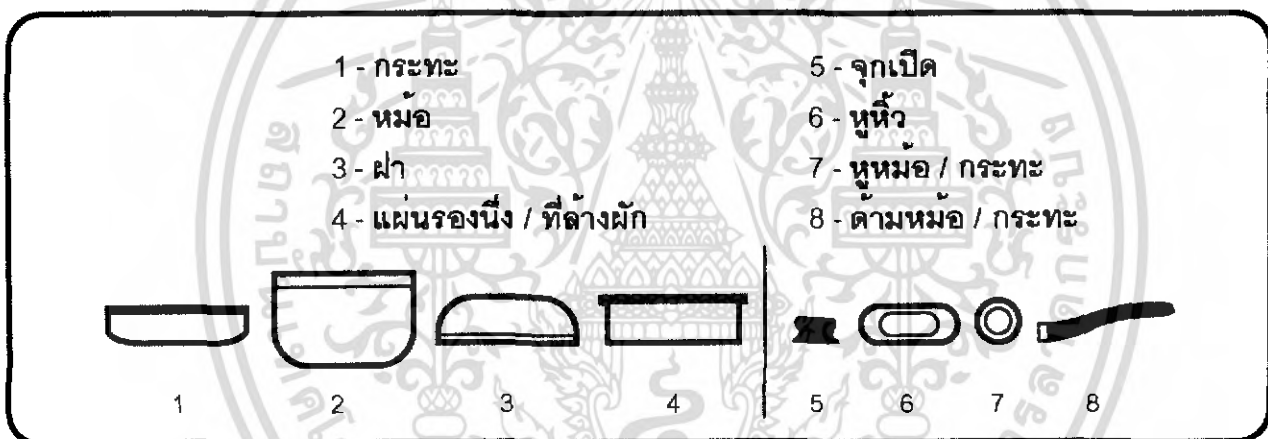 1 - กระทะ
2 - หม้อ
3 - ฝา
4 - แผ่นรองนึ่ง / ที่ล้างผัก
5 - จุกเปิด
6 - หูหิ้ว
7 - หูหม้อ / กระทะ
8 - ด้ามหม้อ / กระทะ
1 2 3 4 5 6 7 8